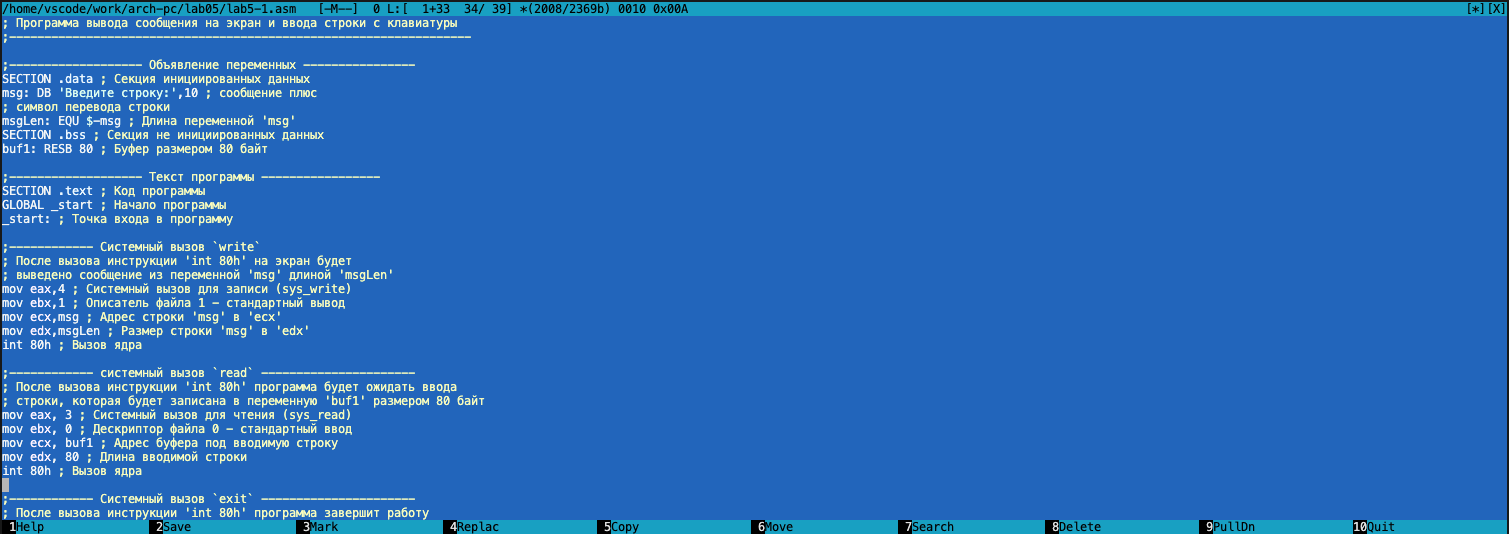 /home/vscode/work/arch-pc/lab05/lab5-1.asm [-M--] 0 L:[ 1+33 34/ 39] *(2008/2369b) 0010 0x00A [*][X]
; Программа вывода сообщения на экран и ввода строки с клавиатуры
;------------------------------------------------------------------
;------------------- Объявление переменных ----------------
SECTION .data ; Секция инициированных данных
msg: DB 'Введите строку:',10 ; сообщение плюс
; символ перевода строки
msgLen: EQU $-msg ; Длина переменной 'msg'
SECTION .bss ; Секция не инициированных данных
buf1: RESB 80 ; Буфер размером 80 байт
;------------------- Текст программы -----------------
SECTION .text ; Код программы
GLOBAL _start ; Начало программы
_start: ; Точка входа в программу
;------------ Системный вызов `write`
; После вызова инструкции 'int 80h' на экран будет
; выведено сообщение из переменной 'msg' длиной 'msgLen'
mov eax,4 ; Системный вызов для записи (sys_write)
mov ebx,1 ; Описатель файла 1 - стандартный вывод
mov ecx,msg ; Адрес строки 'msg' в 'ecx'
mov edx,msgLen ; Размер строки 'msg' в 'edx'
int 80h ; Вызов ядра
;------------ системный вызов `read` ----------------------
; После вызова инструкции 'int 80h' программа будет ожидать ввода
; строки, которая будет записана в переменную 'buf1' размером 80 байт
mov eax, 3 ; Системный вызов для чтения (sys_read)
mov ebx, 0 ; Дескриптор файла 0 - стандартный ввод
mov ecx, buf1 ; Адрес буфера под вводимую строку
mov edx, 80 ; Длина вводимой строки
int 80h ; Вызов ядра
;------------ Системный вызов `exit` ----------------------
; После вызова инструкции 'int 80h' программа завершит работу
1Help 2Save 3Mark 4Replac 5Copy 6Move 7Search 8Delete 9PullDn 10Quit